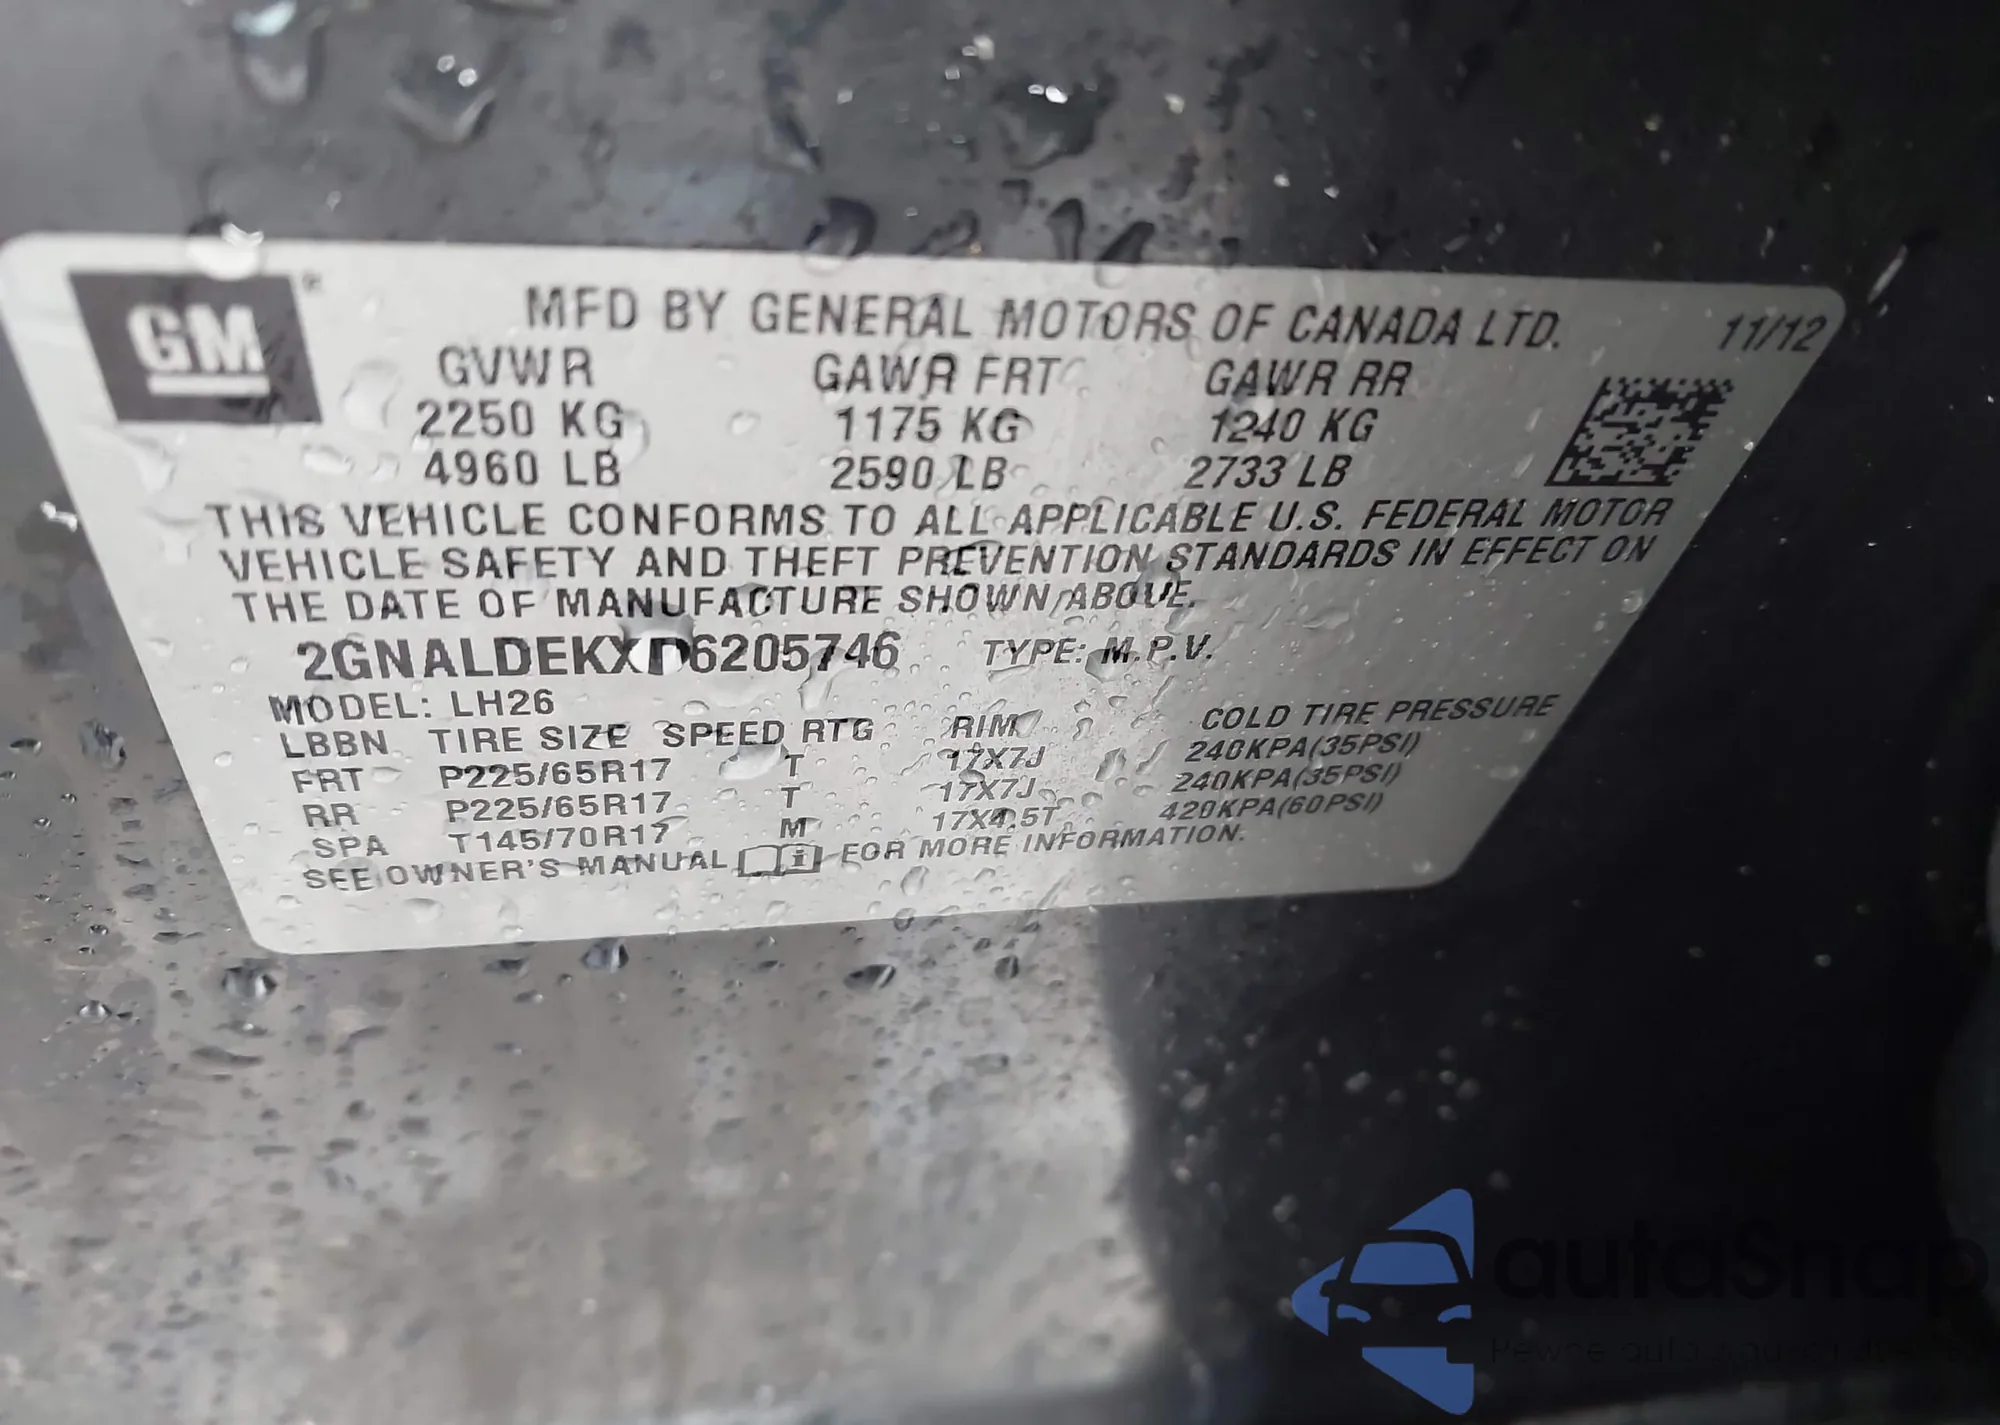 GM
MFD BY GENERAL MOTORS OF CANADA LTD. 11/12
GVWR GAWR FRT GAWR RR
2250 KG 1175 KG 1240 KG
4960 LB 2590 LB 2733 LB
THIS VEHICLE CONFORMS TO ALL APPLICABLE U.S. FEDERAL MOTOR
VEHICLE SAFETY AND THEFT PREVENTION STANDARDS IN EFFECT ON
THE DATE OF MANUFACTURE SHOWN ABOVE.
2GNALDEKXD6205746 TYPE: M.P.V.
MODEL: LH26
LBBN TIRE SIZE SPEED RTG RIM COLD TIRE PRESSURE
FRT P225/65R17 T 17X7J 240KPA(35PSI)
RR P225/65R17 T 17X7J 240KPA(35PSI)
SPA T145/70R17 M 17X4.5T 420KPA(60PSI)
SEE OWNER'S MANUAL FOR MORE INFORMATION.
autaSnap